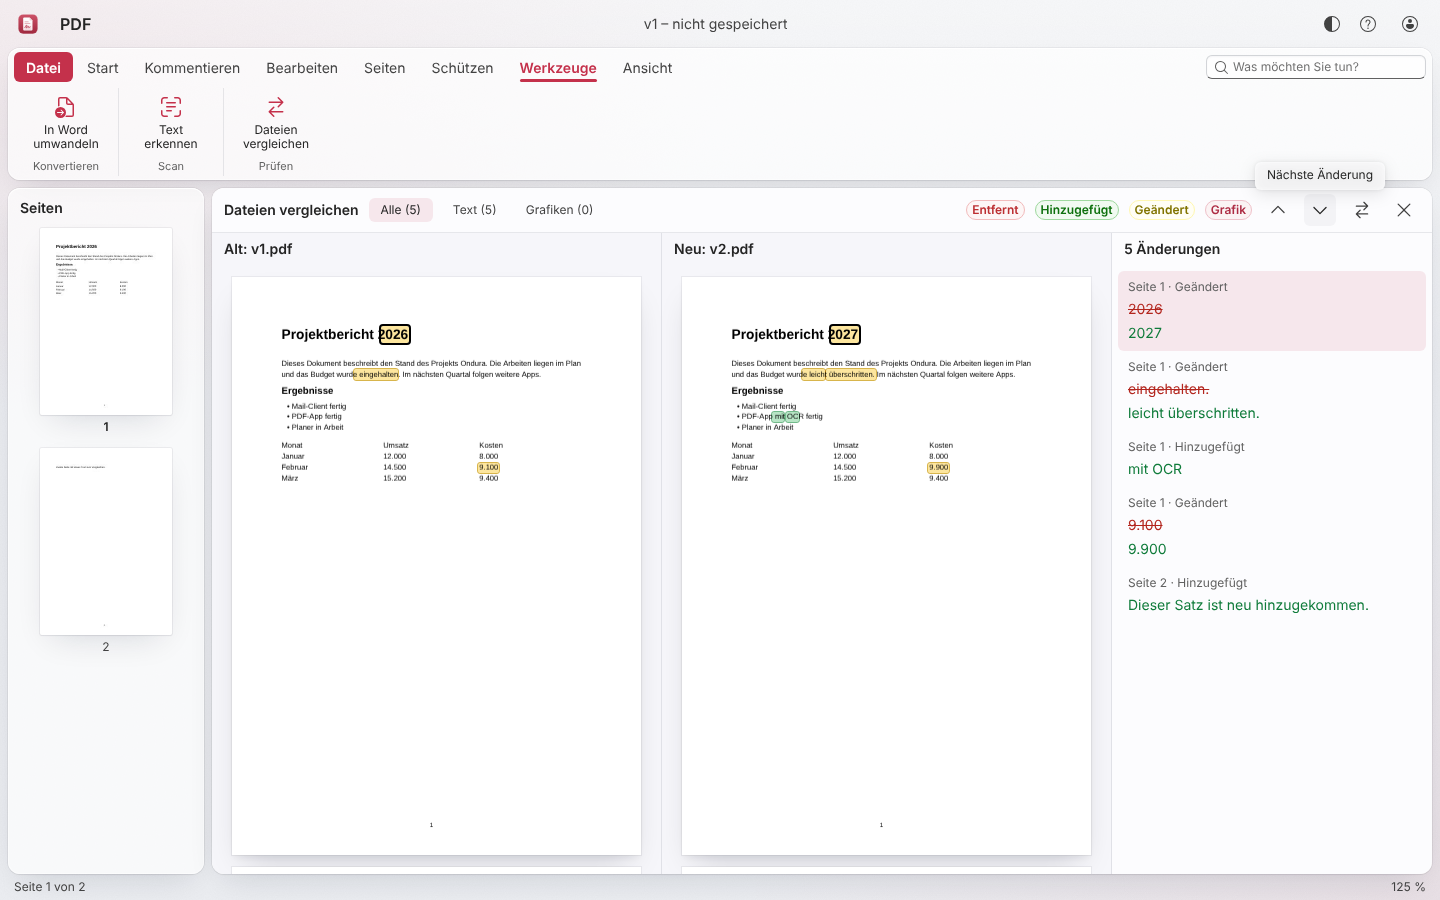 PDF
v1 – nicht gespeichert
Datei Start Kommentieren Bearbeiten Seiten Schützen Werkzeuge Ansicht
Was möchten Sie tun?
In Word umwandeln
Konvertieren
Text erkennen
Scan
Dateien vergleichen
Prüfen
Nächste Änderung
Seiten
Projektbericht 2026
1
2
Dateien vergleichen Alle (5) Text (5) Grafiken (0) Entfernt Hinzugefügt Geändert Grafik
Alt: v1.pdf
Projektbericht 2026
Dieses Dokument beschreibt den Stand des Projekts Ondura. Die Arbeiten liegen im Plan
und das Budget wurde eingehalten. Im nächsten Quartal folgen weitere Apps.
Ergebnisse
• Mail-Client fertig
• PDF-App fertig
• Planer in Arbeit
Monat Umsatz Kosten
Januar 12.000 8.000
Februar 14.500 9.100
März 15.200 9.400
1
Neu: v2.pdf
Projektbericht 2027
Dieses Dokument beschreibt den Stand des Projekts Ondura. Die Arbeiten liegen im Plan
und das Budget wurde leicht überschritten. Im nächsten Quartal folgen weitere Apps.
Ergebnisse
• Mail-Client fertig
• PDF-App mit OCR fertig
• Planer in Arbeit
Monat Umsatz Kosten
Januar 12.000 8.000
Februar 14.500 9.900
März 15.200 9.400
1
5 Änderungen
Seite 1 · Geändert
2026
2027
Seite 1 · Geändert
eingehalten.
leicht überschritten.
Seite 1 · Hinzugefügt
mit OCR
Seite 1 · Geändert
9.100
9.900
Seite 2 · Hinzugefügt
Dieser Satz ist neu hinzugekommen.
Seite 1 von 2
125 %